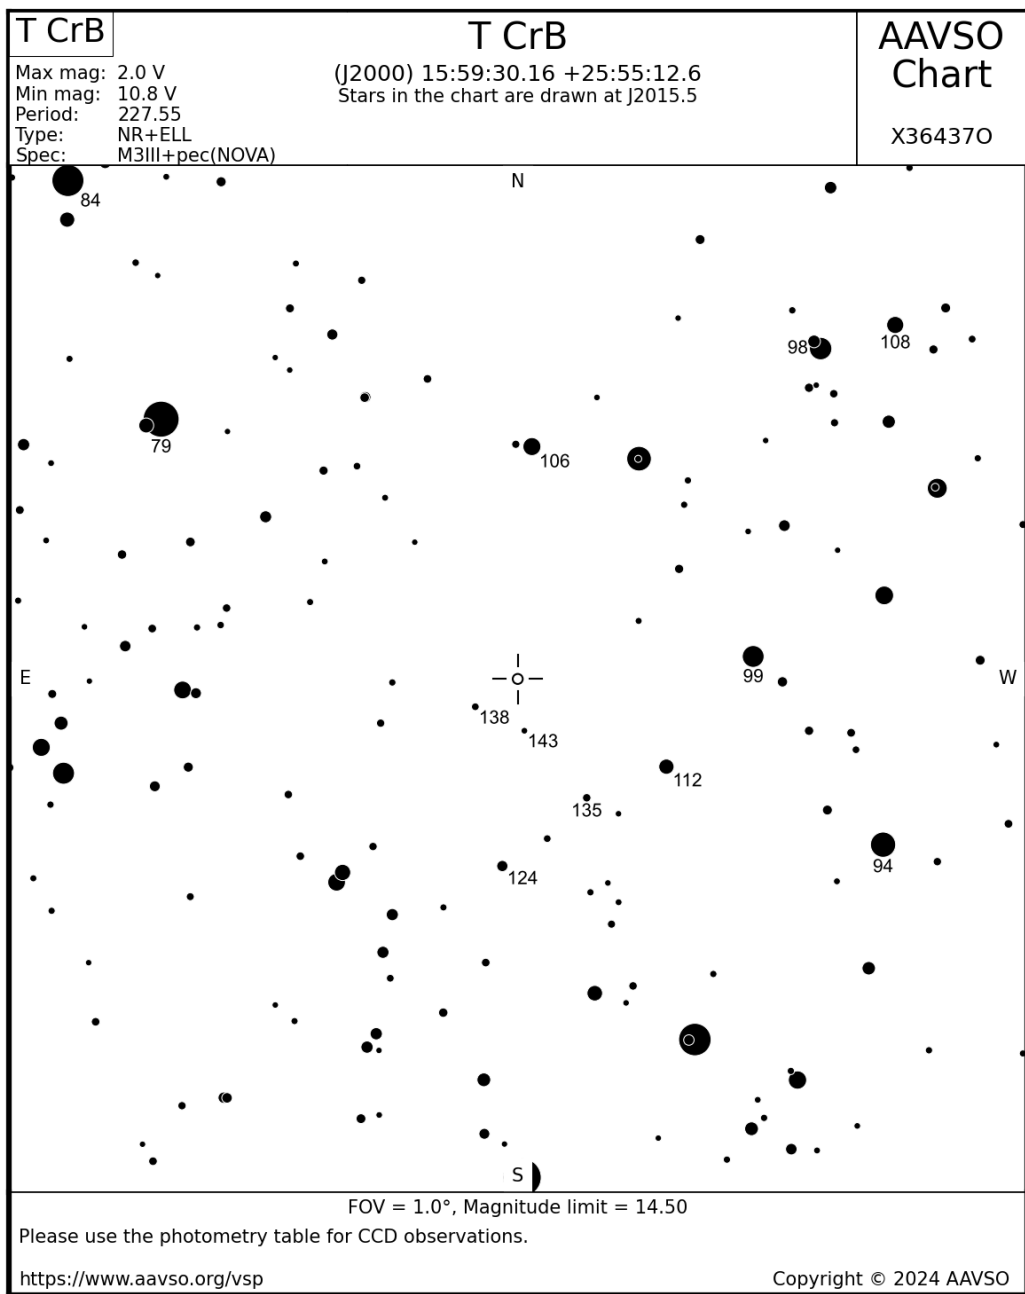 T CrB
Max mag: 2.0 V
Min mag: 10.8 V
Period: 227.55
Type: NR+ELL
Spec: M3III+pec(NOVA)
T CrB
(J2000) 15:59:30.16 +25:55:12.6
Stars in the chart are drawn at J2015.5
AAVSO
Chart
X36437O
N
84
108
98
79
106
E
99
W
138
143
112
135
94
124
S
FOV = 1.0°, Magnitude limit = 14.50
Please use the photometry table for CCD observations.
https://www.aavso.org/vsp
Copyright © 2024 AAVSO